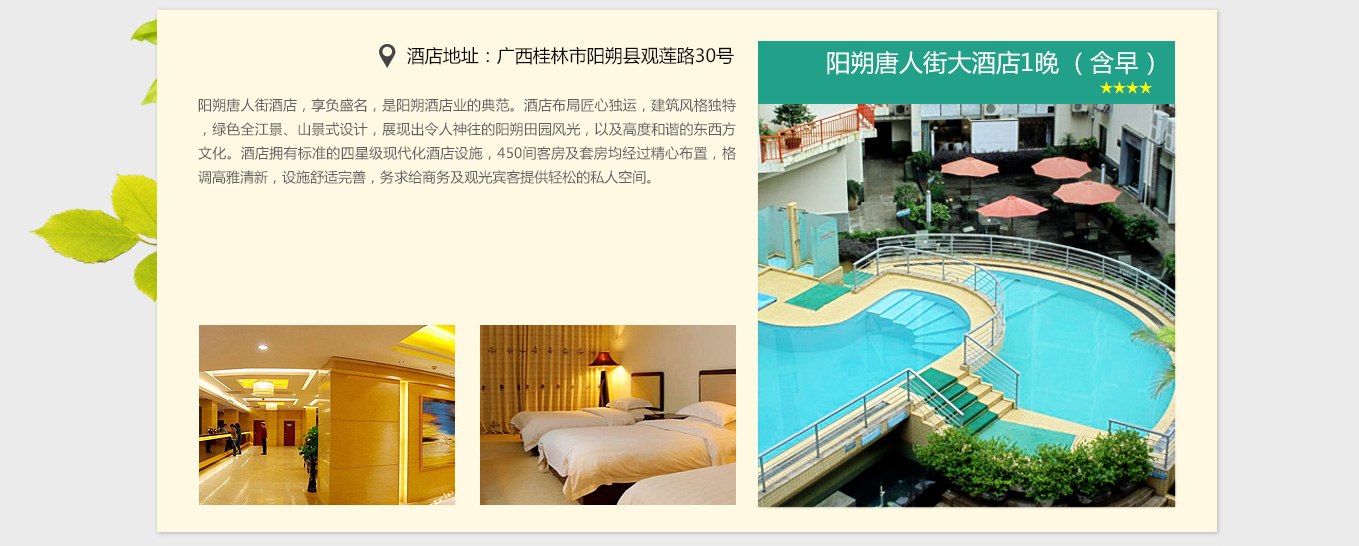 酒店地址：广西桂林市阳朔县观莲路30号
阳朔唐人街酒店，享负盛名，是阳朔酒店业的典范。酒店布局匠心独运，建筑风格独特
，绿色全江景、山景式设计，展现出令人神往的阳朔田园风光，以及高度和谐的东西方
文化。酒店拥有标准的四星级现代化酒店设施，450间客房及套房均经过精心布置，格
调高雅清新，设施舒适完善，务求给商务及观光宾客提供轻松的私人空间。
阳朔唐人街大酒店1晚（含早）
★★★★